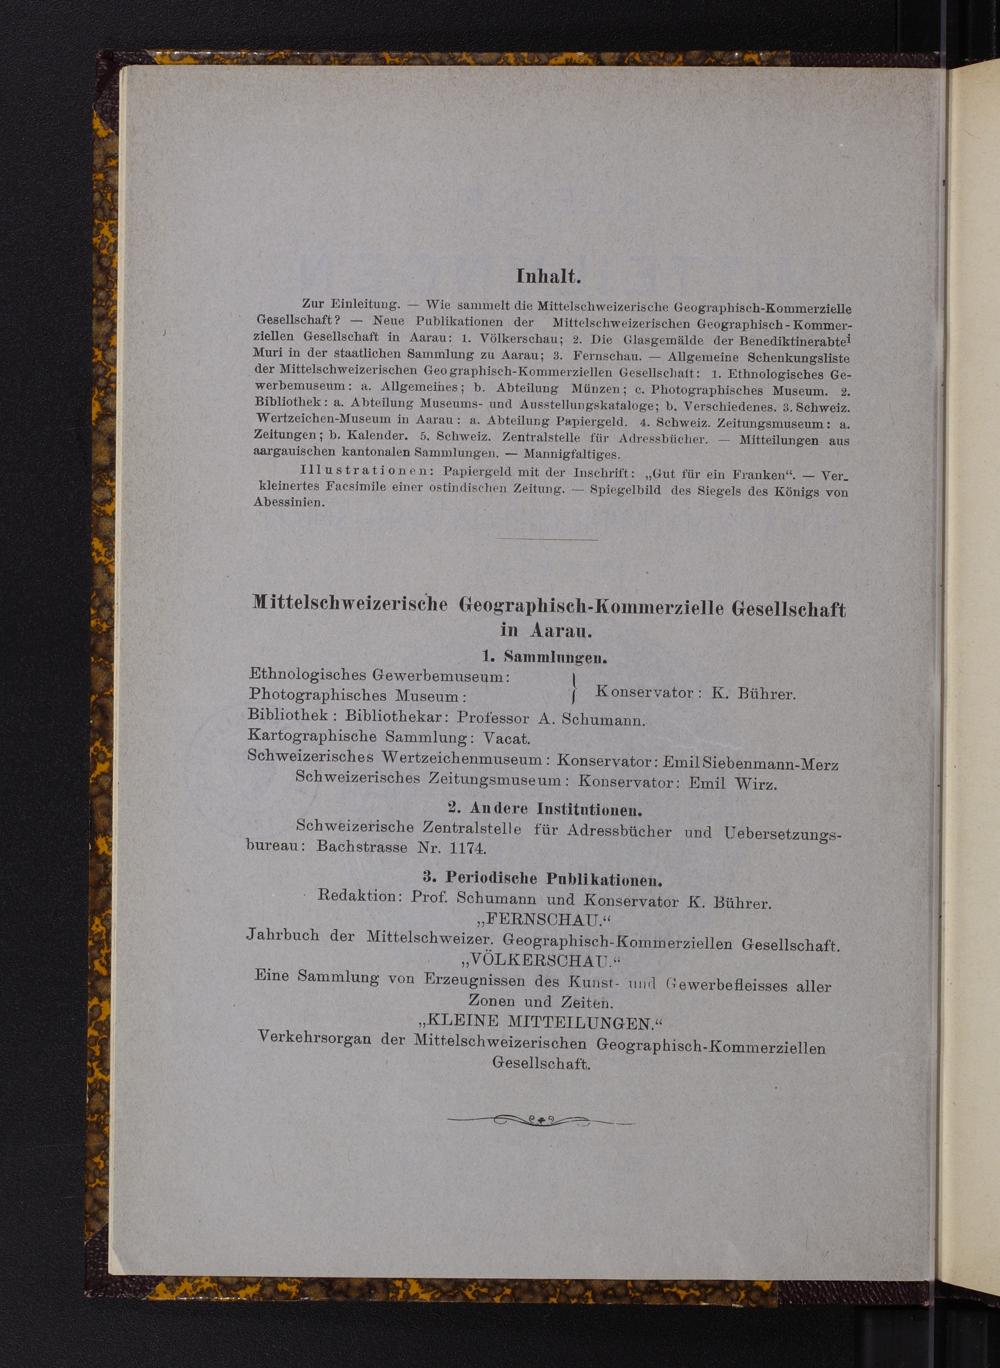 Inhalt.
Zur Einleitung. — Wie sammelt die Mittelschweizerische Geographisch-Kommerzielle
Gesellschaft? — Neue Publikationen der Mittelschweizerischen Geographisch-Kommer-
ziellen Gesellschaft in Aarau: 1. Völkerschau; 2. Die Glasgemälde der Benediktinerabtei
Muri in der staatlichen Sammlung zu Aarau; 3. Fernschau. — Allgemeine Schenkungsliste
der Mittelschweizerischen Geographisch-Kommerziellen Gesellschaft: 1. Ethnologisches Ge-
werbemuseum: a. Allgemeines; b. Abteilung Münzen; c. Photographisches Museum. 2.
Bibliothek: a. Abteilung Museums- und Ausstellungskataloge; b. Verschiedenes. 3. Schweiz.
Wertzeichen-Museum in Aarau: a. Abteilung Papiergeld. 4. Schweiz. Zeitungsmuseum: a.
Zeitungen; b. Kalender. 5. Schweiz. Zentralstelle für Adressbücher. — Mitteilungen aus
aargauischen kantonalen Sammlungen. — Mannigfaltiges.
Illustrationen: Papiergeld mit der Inschrift: „Gut für ein Franken“. — Ver-
kleinertes Facsimile einer ostindischen Zeitung. — Spiegelbild des Siegels des Königs von
Abessinien.
Mittelschweizerische Geographisch-Kommerzielle Gesellschaft
in Aarau.
1. Sammlungen.
Ethnologisches Gewerbemuseum:
Photographisches Museum: } Konservator: K. Bührer.
Bibliothek: Bibliothekar: Professor A. Schumann.
Kartographische Sammlung: Vacat.
Schweizerisches Wertzeichenmuseum: Konservator: Emil Siebenmann-Merz
Schweizerisches Zeitungsmuseum: Konservator: Emil Wirz.
2. Andere Institutionen.
Schweizerische Zentralstelle für Adressbücher und Uebersetzungs-
bureau: Bachstrasse Nr. 1174.
3. Periodische Publikationen.
Redaktion: Prof. Schumann und Konservator K. Bührer.
„FERNSCHAU.“
Jahrbuch der Mittelschweizer. Geographisch-Kommerziellen Gesellschaft.
„VÖLKERSCHAU.“
Eine Sammlung von Erzeugnissen des Kunst- und Gewerbefleisses aller
Zonen und Zeiten.
„KLEINE MITTEILUNGEN.“
Verkehrsorgan der Mittelschweizerischen Geographisch-Kommerziellen
Gesellschaft.